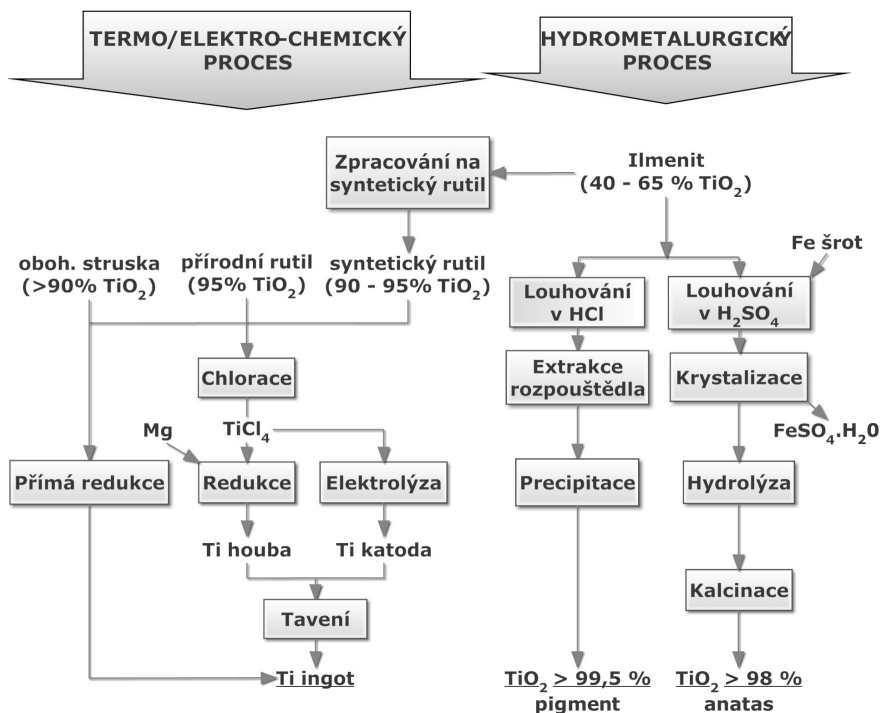 TERMO/ELEKTRO-CHEMICKÝ
PROCES
HYDROMETALURGICKÝ
PROCES
Zpracování na
syntetický rutil
Ilmenit
(40 - 65 % TiO₂)
oboh. struska
(>90% TiO₂)
přírodní rutil
(95% TiO₂)
syntetický rutil
(90 - 95% TiO₂)
Fe šrot
Louhování
v HCl
Louhování
v H₂SO₄
Chlorace
Extrakce
rozpouštědla
Krystalizace
Mg
TiCl₄
FeSO₄.H₂0
Přímá redukce
Redukce
Elektrolýza
Precipitace
Hydrolýza
Ti houba
Ti katoda
Tavení
Kalcinace
Ti ingot
TiO₂ > 99,5 %
pigment
TiO₂ > 98 %
anatas